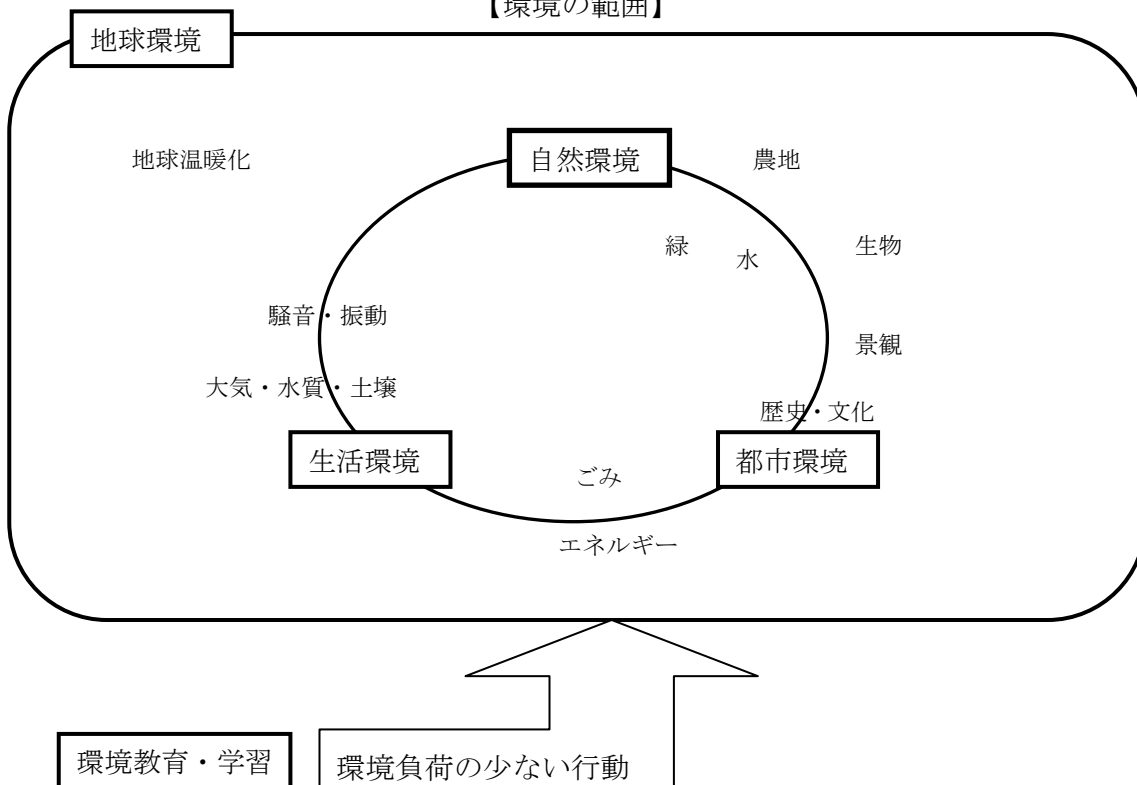 【環境の範囲】
地球環境
地球温暖化
自然環境
農地
緑
水
生物
騒音・振動
景観
大気・水質・土壌
歴史・文化
生活環境
ごみ
都市環境
エネルギー
環境教育・学習
環境負荷の少ない行動